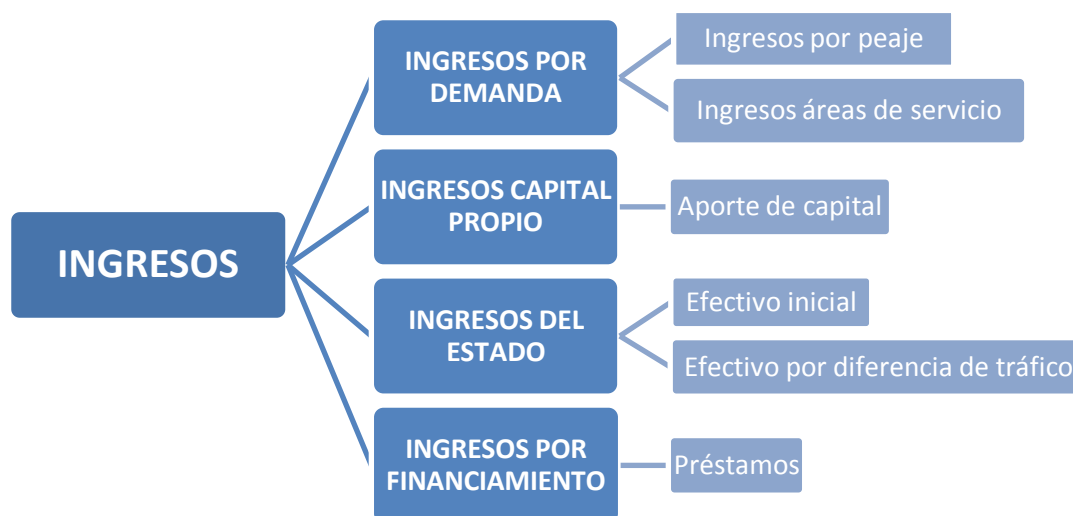 INGRESOS
INGRESOS POR
DEMANDA
Ingresos por peaje
Ingresos áreas de servicio
INGRESOS CAPITAL
PROPIO
Aporte de capital
INGRESOS DEL
ESTADO
Efectivo inicial
Efectivo por diferencia de tráfico
INGRESOS POR
FINANCIAMIENTO
Préstamos